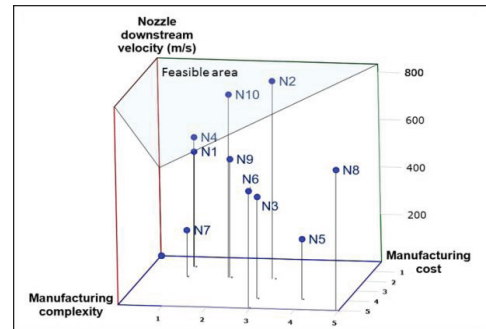 Nozzle
downstream
velocity (m/s)
Manufacturing cost
Manufacturing
complexity
Feasible area
N2
N10
N4
N1
N9
N8
N6
N3
N7
N5
800
600
400
200
1
2
3
4
5
1
2
3
4
5